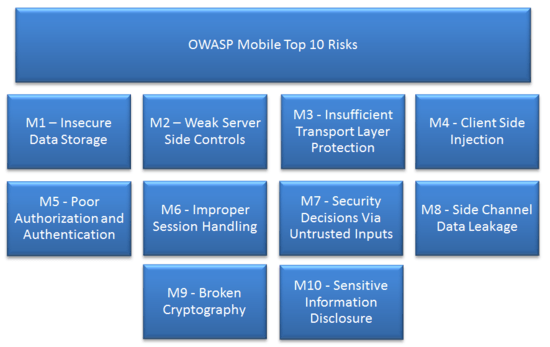 OWASP Mobile Top 10 Risks
M1 – Insecure
Data Storage
M2 – Weak Server
Side Controls
M3 - Insufficient
Transport Layer
Protection
M4 - Client Side
Injection
M5 - Poor
Authorization and
Authentication
M6 - Improper
Session Handling
M7 - Security
Decisions Via
Untrusted Inputs
M8 - Side Channel
Data Leakage
M9 - Broken
Cryptography
M10 - Sensitive
Information
Disclosure